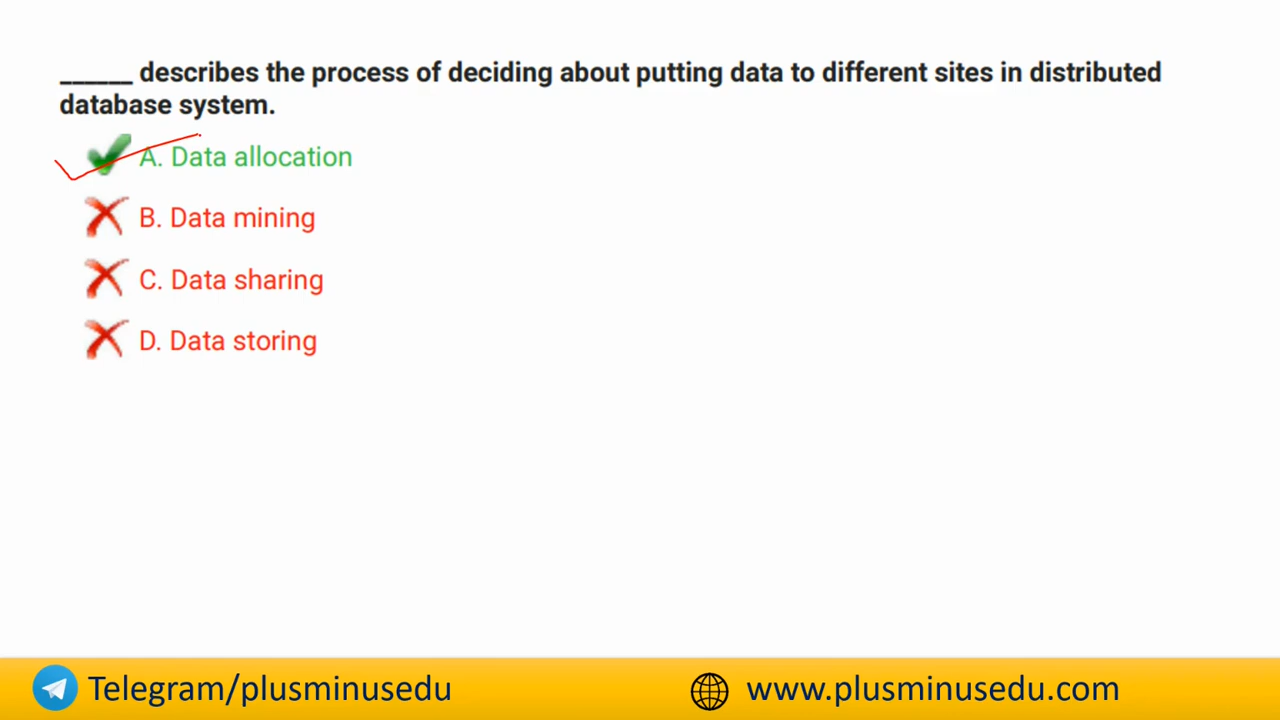 ______ describes the process of deciding about putting data to different sites in distributed
database system.
A. Data allocation
B. Data mining
C. Data sharing
D. Data storing
Telegram/plusminusedu
www.plusminusedu.com